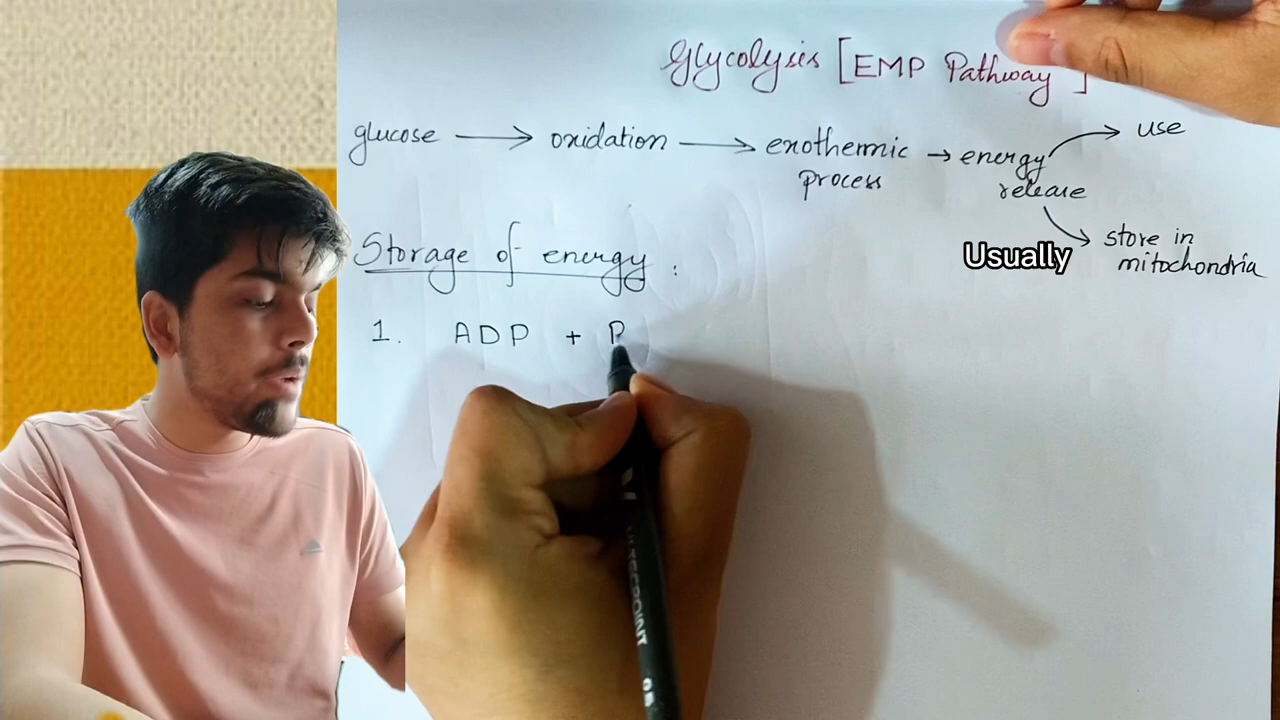 Glycolysis [EMP Pathway]
glucose → oxidation → exothermic process → energy release
use
store in mitochondria
Usually
Storage of energy :
1. ADP + P